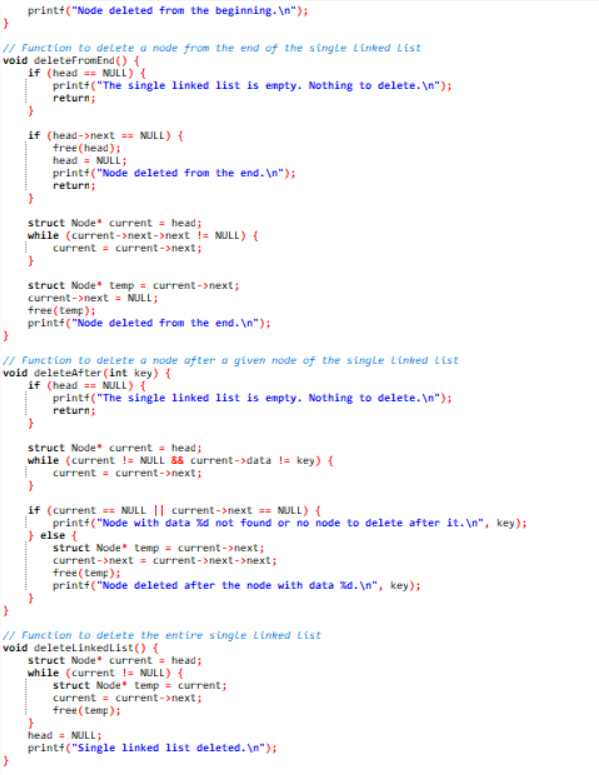 printf("Node deleted from the beginning.\n");
}
// Function to delete a node from the end of the single linked list
void deleteFromEnd() {
if (head == NULL) {
printf("The single linked list is empty. Nothing to delete.\n");
return;
}
if (head->next == NULL) {
free(head);
head = NULL;
printf("Node deleted from the end.\n");
return;
}
struct Node* current = head;
while (current->next->next != NULL) {
current = current->next;
}
struct Node* temp = current->next;
current->next = NULL;
free(temp);
printf("Node deleted from the end.\n");
}
// Function to delete a node after a given node of the single linked list
void deleteAfter(int key) {
if (head == NULL) {
printf("The single linked list is empty. Nothing to delete.\n");
return;
}
struct Node* current = head;
while (current != NULL && current->data != key) {
current = current->next;
}
if (current == NULL || current->next == NULL) {
printf("Node with data %d not found or no node to delete after it.\n", key);
} else {
struct Node* temp = current->next;
current->next = current->next->next;
free(temp);
printf("Node deleted after the node with data %d.\n", key);
}
}
// Function to delete the entire single linked list
void deleteLinkedList() {
struct Node* current = head;
while (current != NULL) {
struct Node* temp = current;
current = current->next;
free(temp);
}
head = NULL;
printf("Single linked list deleted.\n");
}